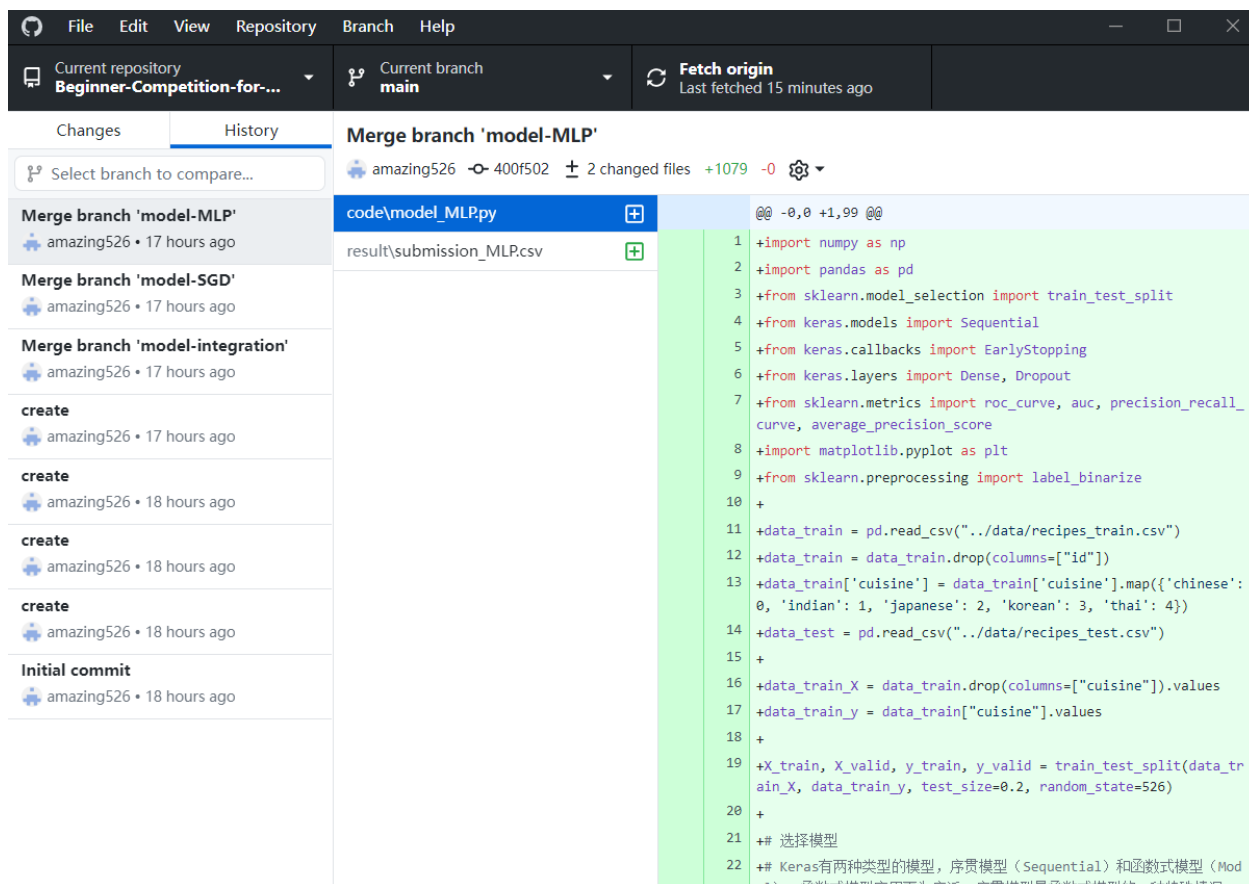 File Edit View Repository Branch Help
Current repository
Beginner-Competition-for-...
Current branch
main
Fetch origin
Last fetched 15 minutes ago
Changes History
Select branch to compare...
Merge branch 'model-MLP'
amazing526 • 17 hours ago
Merge branch 'model-SGD'
amazing526 • 17 hours ago
Merge branch 'model-integration'
amazing526 • 17 hours ago
create
amazing526 • 17 hours ago
create
amazing526 • 18 hours ago
create
amazing526 • 18 hours ago
create
amazing526 • 18 hours ago
Initial commit
amazing526 • 18 hours ago
Merge branch 'model-MLP'
amazing526 400f502 2 changed files +1079 -0
code\model_MLP.py
result\submission_MLP.csv
@@ -0,0 +1,99 @@
1 +import numpy as np
2 +import pandas as pd
3 +from sklearn.model_selection import train_test_split
4 +from keras.models import Sequential
5 +from keras.callbacks import EarlyStopping
6 +from keras.layers import Dense, Dropout
7 +from sklearn.metrics import roc_curve, auc, precision_recall_
curve, average_precision_score
8 +import matplotlib.pyplot as plt
9 +from sklearn.preprocessing import label_binarize
10 +
11 +data_train = pd.read_csv("../data/recipes_train.csv")
12 +data_train = data_train.drop(columns=["id"])
13 +data_train['cuisine'] = data_train['cuisine'].map({'chinese':
0, 'indian': 1, 'japanese': 2, 'korean': 3, 'thai': 4})
14 +data_test = pd.read_csv("../data/recipes_test.csv")
15 +
16 +data_train_X = data_train.drop(columns=["cuisine"]).values
17 +data_train_y = data_train["cuisine"].values
18 +
19 +X_train, X_valid, y_train, y_valid = train_test_split(data_tr
ain_X, data_train_y, test_size=0.2, random_state=526)
20 +
21 +# 选择模型
22 +# Keras有两种类型的模型，序贯模型（Sequential）和函数式模型（Mod